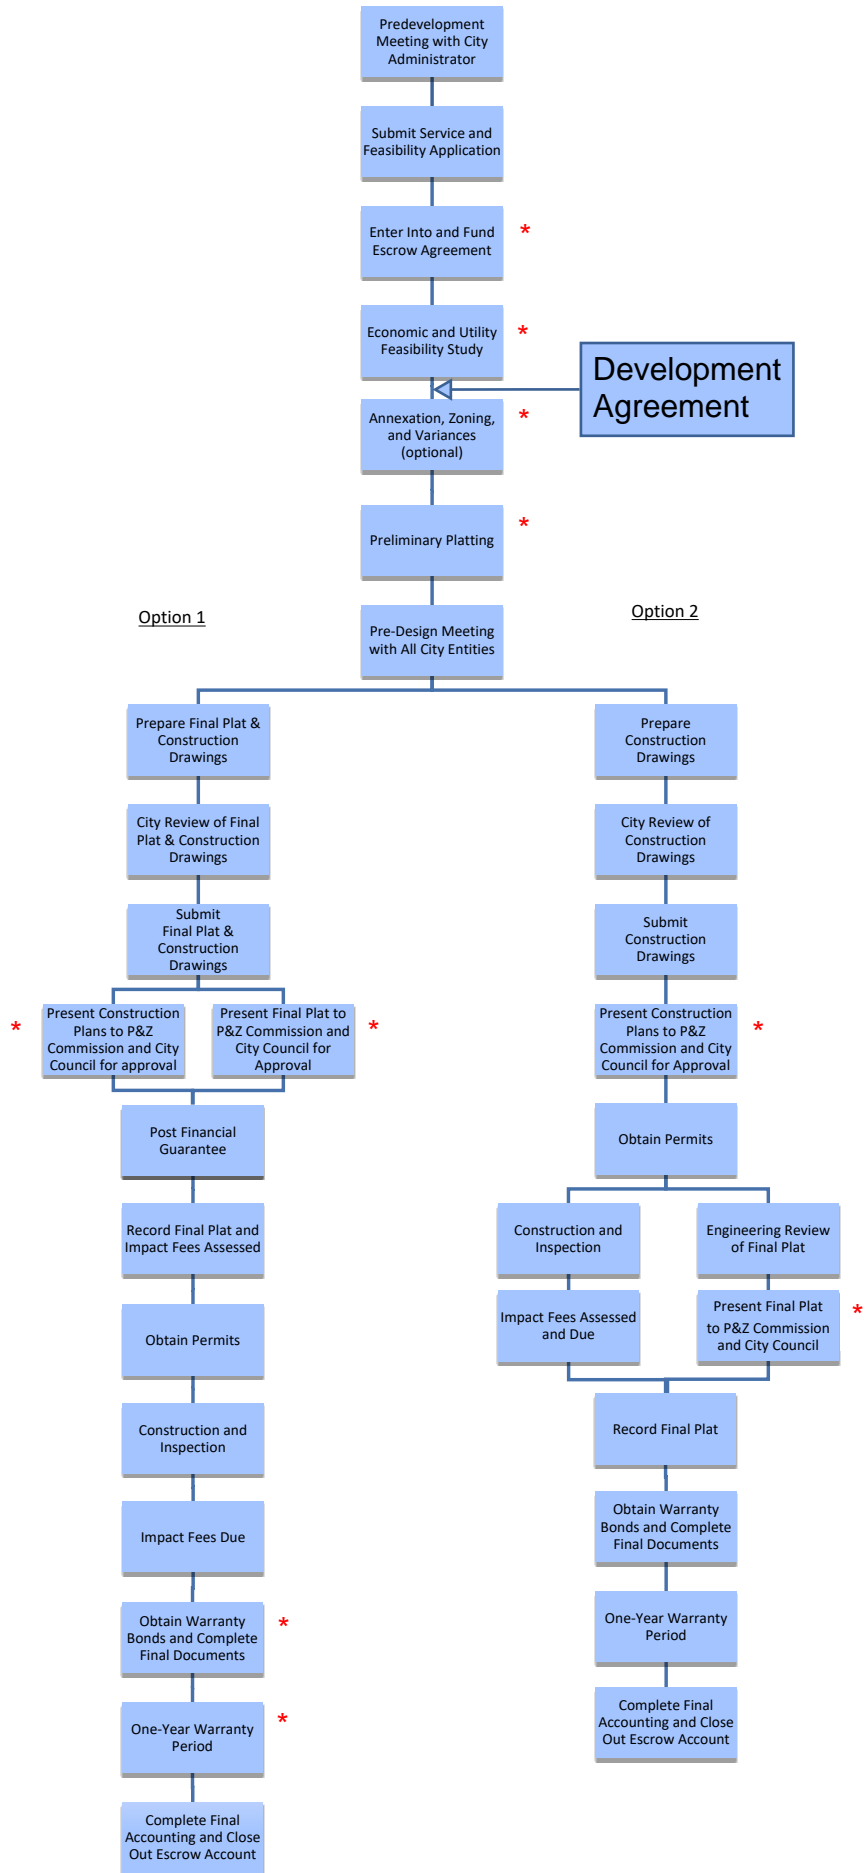 Predevelopment
Meeting with City
Administrator
Submit Service and
Feasibility Application
Enter Into and Fund
Escrow Agreement
*
Economic and Utility
Feasibility Study
*
Development
Agreement
Annexation, Zoning,
and Variances
(optional)
*
Preliminary Platting
*
Pre-Design Meeting
with All City Entities
Option 1
Prepare Final Plat &
Construction
Drawings
City Review of Final
Plat & Construction
Drawings
Submit
Final Plat &
Construction
Drawings
*
Present Construction
Plans to P&Z
Commission and City
Council for approval
Present Final Plat to
P&Z Commission and
City Council for
Approval
*
Post Financial
Guarantee
Record Final Plat and
Impact Fees Assessed
Obtain Permits
Construction and
Inspection
Impact Fees Due
Obtain Warranty
Bonds and Complete
Final Documents
*
One-Year Warranty
Period
*
Complete Final
Accounting and Close
Out Escrow Account
Option 2
Prepare
Construction
Drawings
City Review of
Construction
Drawings
Submit
Construction
Drawings
Present Construction
Plans to P&Z
Commission and City
Council for Approval
*
Obtain Permits
Construction and
Inspection
Impact Fees Assessed
and Due
Engineering Review
of Final Plat
Present Final Plat
to P&Z Commission
and City Council
*
Record Final Plat
Obtain Warranty
Bonds and Complete
Final Documents
One-Year Warranty
Period
Complete Final
Accounting and Close
Out Escrow Account